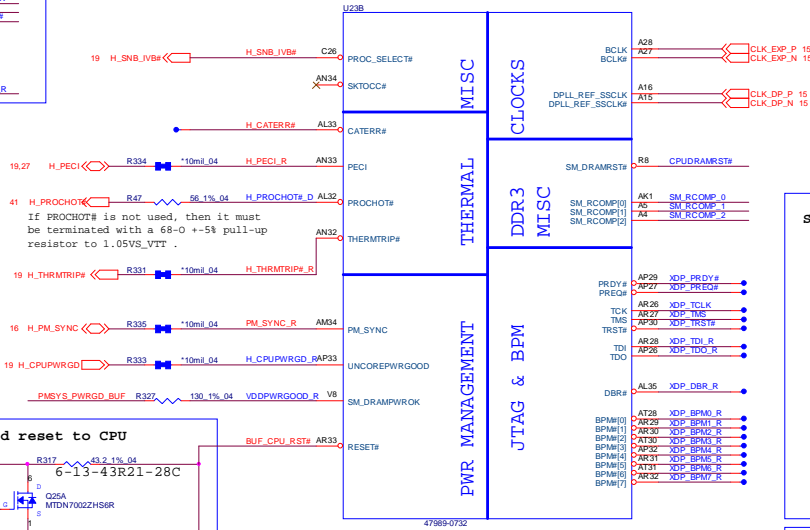 U23B
19 H_SNB_IVB# H_SNB_IVB# C26 PROC_SELECT#
AN34 SKTOCC#
MISC
H_CATERR# AL33 CATERR#
19,27 H_PECI R334 *10mil_04 H_PECI_R AN33 PECI
41 H_PROCHOT# R47 56_1%_04 H_PROCHOT#_D AL32 PROCHOT#
If PROCHOT# is not used, then it must
be terminated with a 68-O +-5% pull-up
resistor to 1.05VS_VTT .
AN32 THERMTRIP#
19 H_THRMTRIP# R331 *10mil_04 H_THRMTRIP#_R
THERMAL
16 H_PM_SYNC R335 *10mil_04 PM_SYNC_R AM34 PM_SYNC
19 H_CPUPWRGD R333 *10mil_04 H_CPUPWRGD_R AP33 UNCOREPWRGOOD
PMSYS_PWRGD_BUF R327 130_1%_04 VDDPWRGOOD_R V8 SM_DRAMPWROK
BUF_CPU_RST# AR33 RESET#
PWR MANAGEMENT
CLOCKS
BCLK A28 CLK_EXP_P 15
BCLK# A27 CLK_EXP_N 15
DPLL_REF_SSCLK A16 CLK_DP_P 15
DPLL_REF_SSCLK# A15 CLK_DP_N 15
DDR3
MISC
SM_DRAMRST# R8 CPUDRAMRST#
SM_RCOMP[0] AK1 SM_RCOMP_0
SM_RCOMP[1] A5 SM_RCOMP_1
SM_RCOMP[2] A4 SM_RCOMP_2
JTAG & BPM
PRDY# AP29 XDP_PRDY#
PREQ# AP27 XDP_PREQ#
TCK AR26 XDP_TCLK
TMS AR27 XDP_TMS
TRST# AP30 XDP_TRST#
TDI AR28 XDP_TDI_R
TDO AP26 XDP_TDO_R
DBR# AL35 XDP_DBR_R
BPM#[0] AT28 XDP_BPM0_R
BPM#[1] AR29 XDP_BPM1_R
BPM#[2] AR30 XDP_BPM2_R
BPM#[3] AT30 XDP_BPM3_R
BPM#[4] AP32 XDP_BPM4_R
BPM#[5] AR31 XDP_BPM5_R
BPM#[6] AT31 XDP_BPM6_R
BPM#[7] AR32 XDP_BPM7_R
47989-0732
d reset to CPU
R317 43.2_1%_04
6-13-43R21-28C
6
D
Q25A
G
MTDN7002ZHS6R
S
1
R
S